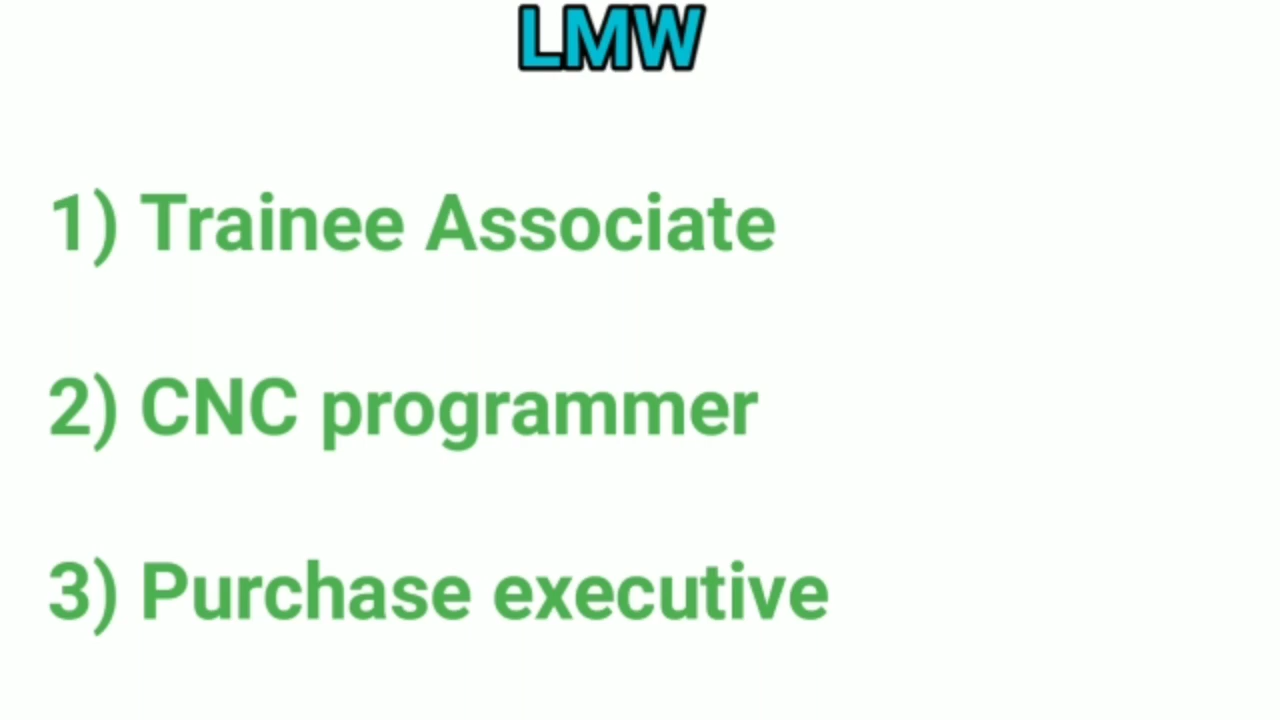 LMW
1) Trainee Associate
2) CNC programmer
3) Purchase executive